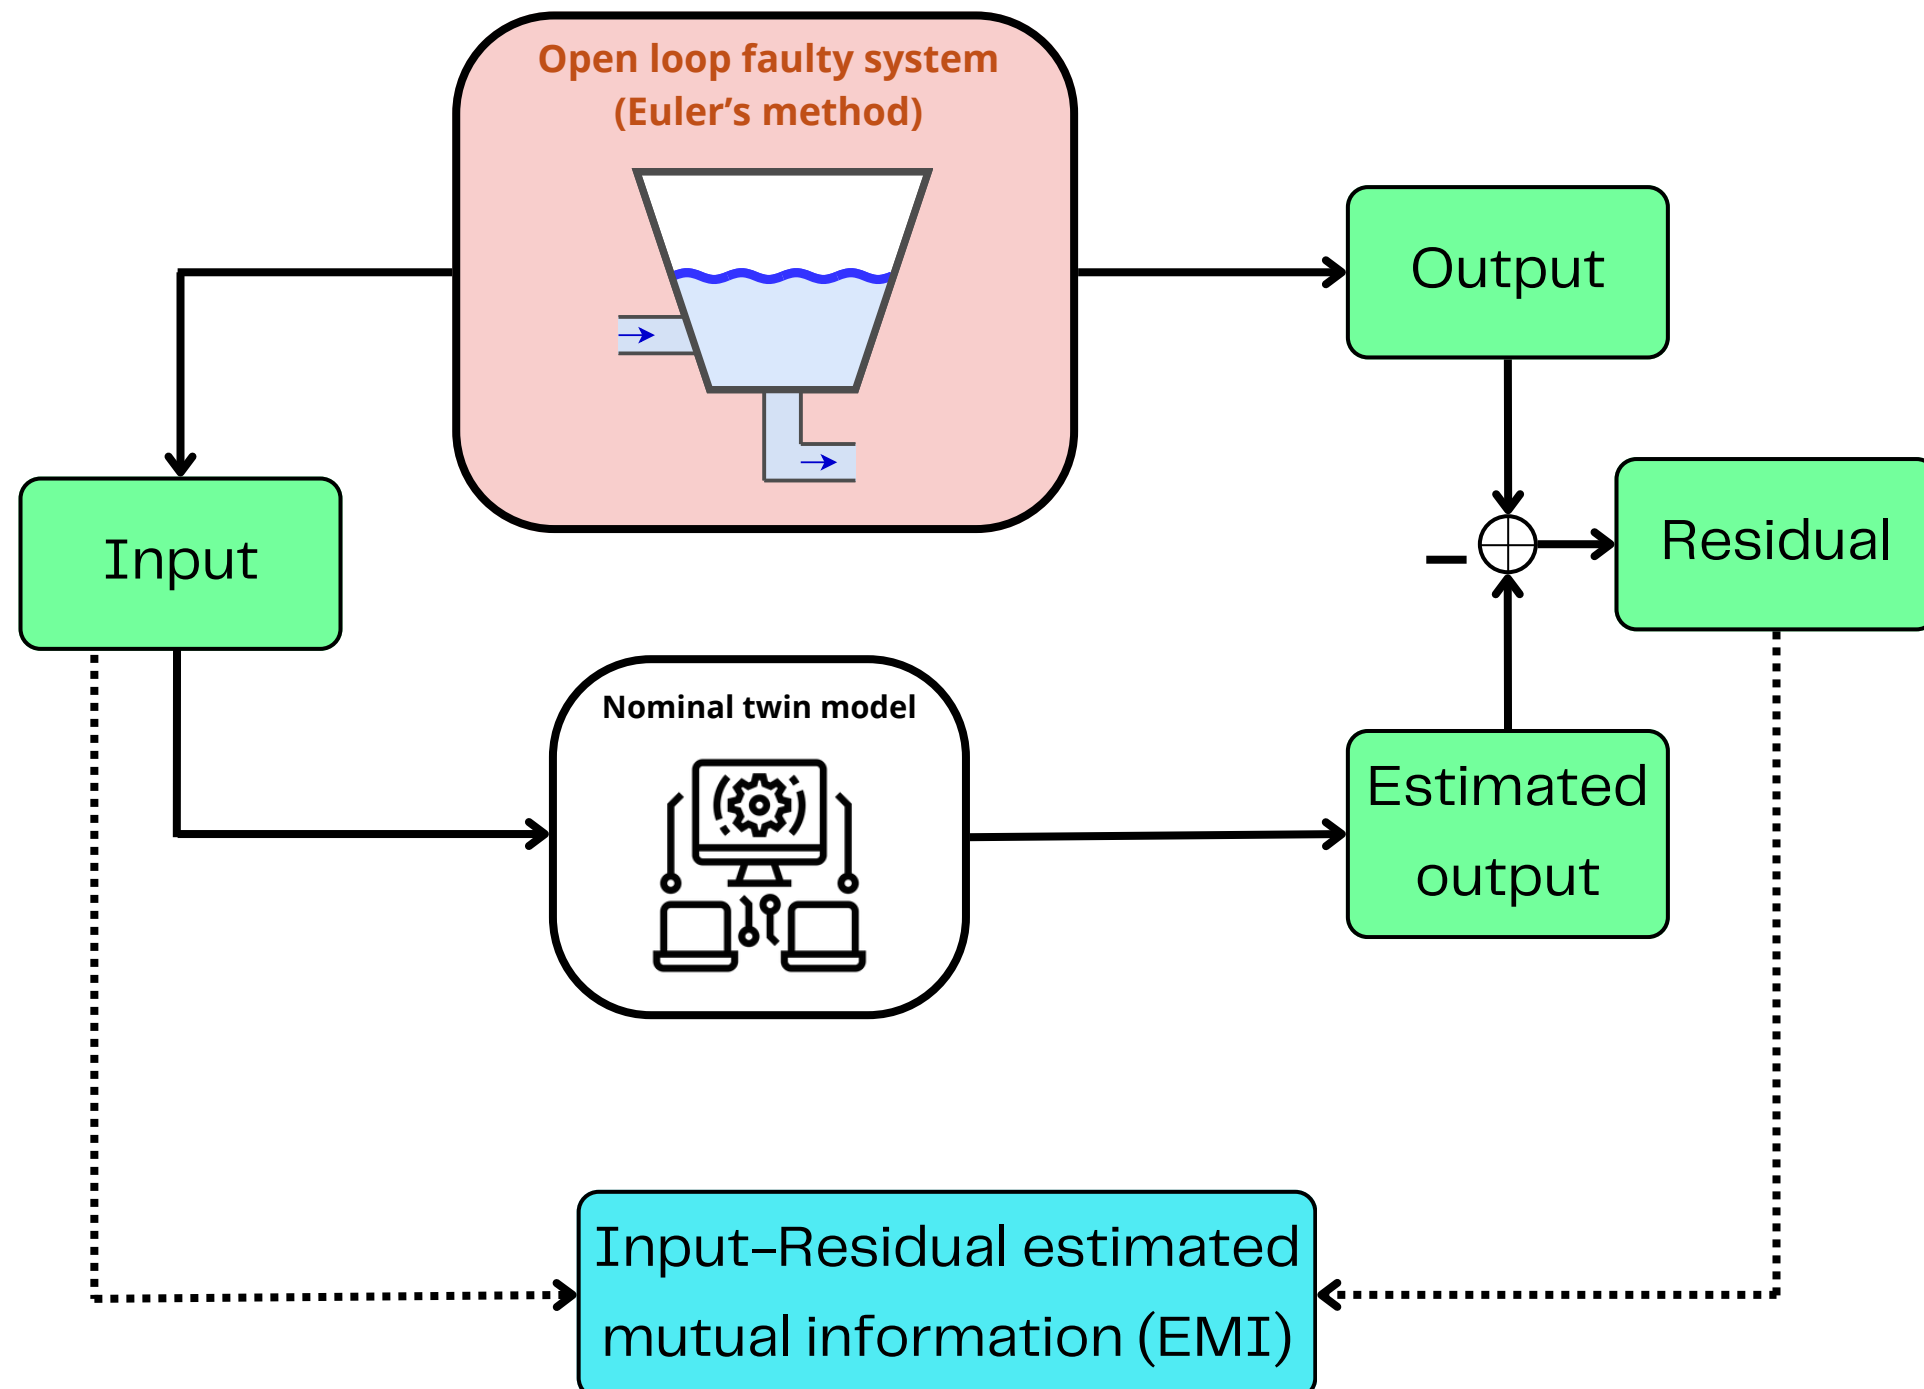 Open loop faulty system
(Euler’s method)
Output
Input
Residual
–
Nominal twin model
Estimated
output
Input–Residual estimated
mutual information (EMI)